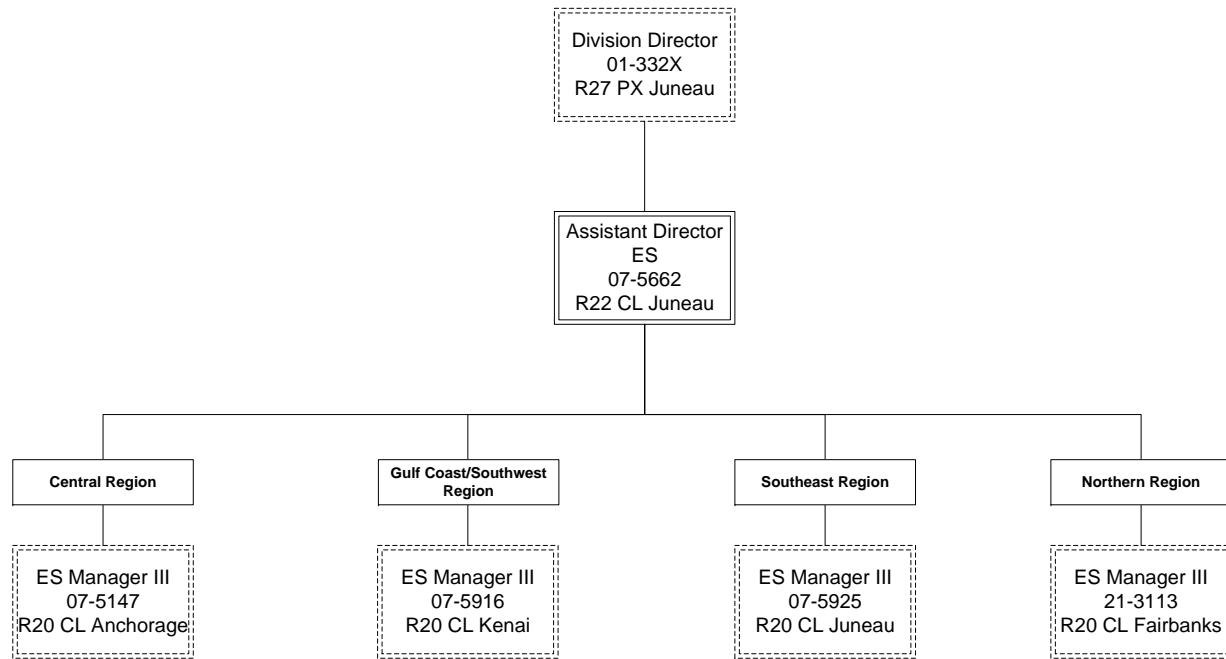 Division Director
01-332X
R27 PX Juneau
Assistant Director
ES
07-5662
R22 CL Juneau
Central Region
Gulf Coast/Southwest
Region
Southeast Region
Northern Region
ES Manager III
07-5147
R20 CL Anchorage
ES Manager III
07-5916
R20 CL Kenai
ES Manager III
07-5925
R20 CL Juneau
ES Manager III
21-3113
R20 CL Fairbanks